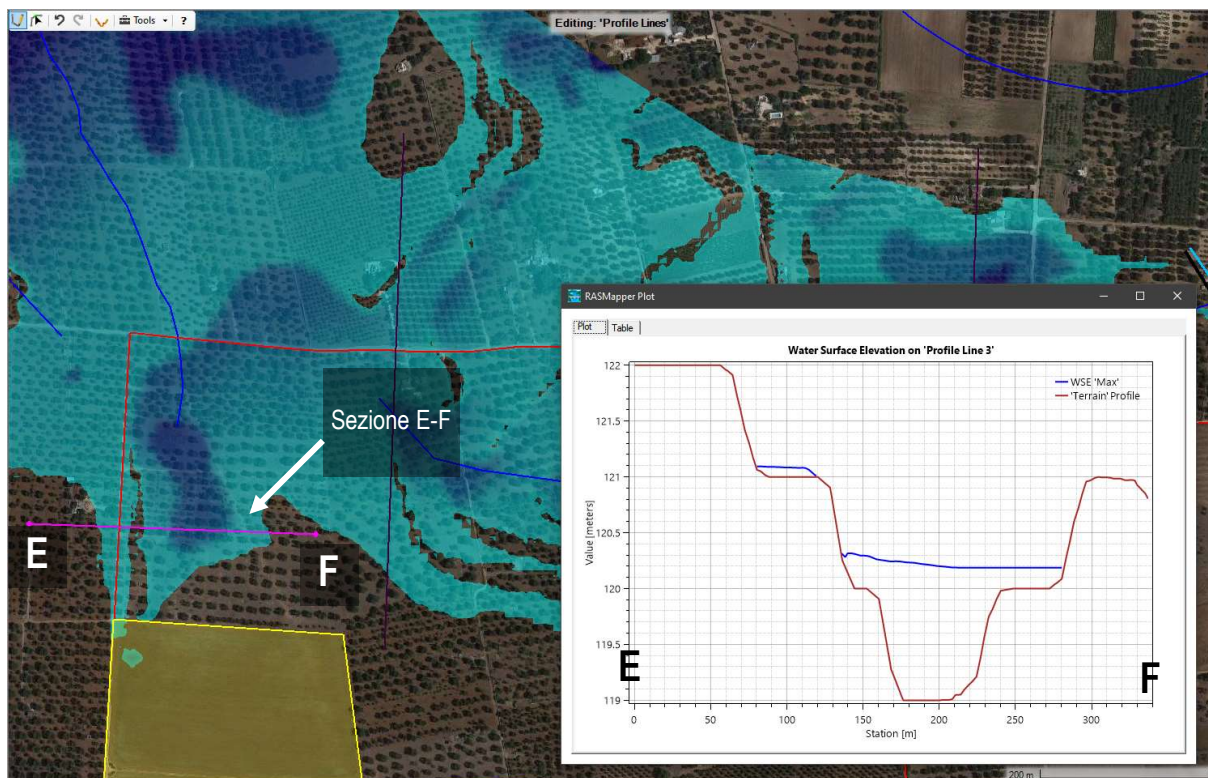 Tools ?
Editing: 'Profile Lines'
Sezione E-F
E
F
RASMapper Plot
Plot Table
Water Surface Elevation on 'Profile Line 3'
WSE 'Max'
'Terrain' Profile
Value [meters]
122
121.5
121
120.5
120
119.5
119
E
F
0 50 100 150 200 250 300
Station [m]
200 m